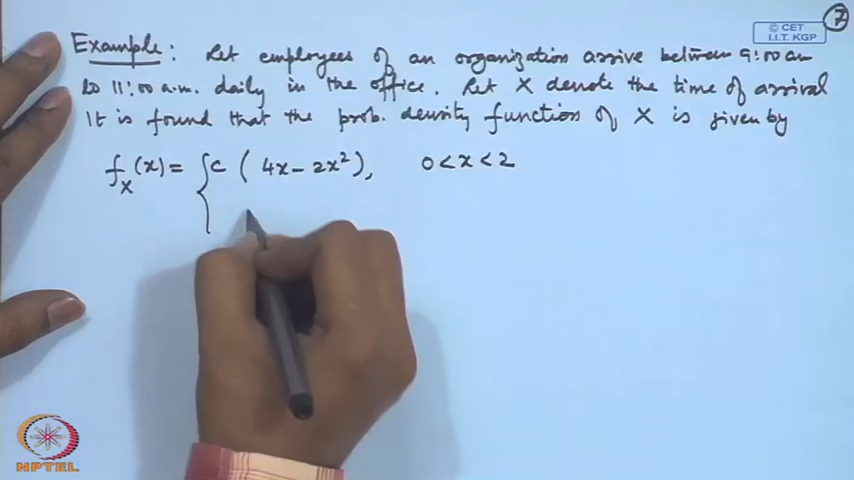 © CET
I.I.T. KGP
7
Example: Let employees of an organization arrive between 9:00 am
to 11:00 a.m. daily in the office. Let X denote the time of arrival
It is found that the prob. density function of X is given by
f_X(x) = { c ( 4x - 2x²), 0 < x < 2
NPTEL